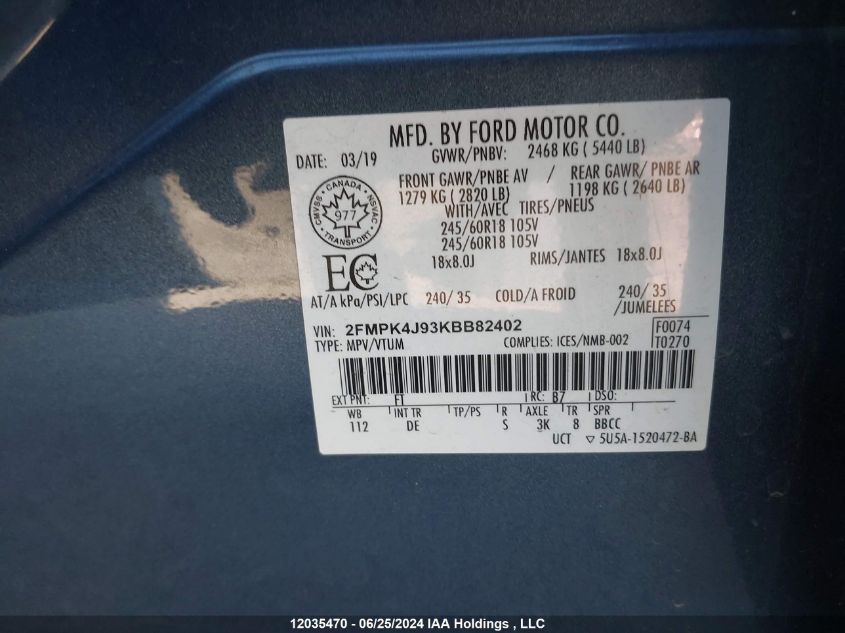 MFD. BY FORD MOTOR CO.
DATE: 03/19 GVWR/PNBV: 2468 KG ( 5440 LB)
FRONT GAWR/PNBE AV / REAR GAWR/ PNBE AR
1279 KG ( 2820 LB) 1198 KG ( 2640 LB)
WITH/AVEC TIRES/PNEUS
245/60R18 105V
245/60R18 105V
18x8.0J RIMS/JANTES 18x8.0J
CANADA
CMVSS NSVAC
977
TRANSPORT
EC
AT/A kPa/PSI/LPC 240/ 35 COLD/A FROID 240/ 35
/JUMELEES
VIN: 2FMPK4J93KBB82402 F0074
TYPE: MPV/VTUM COMPLIES: ICES/NMB-002 T0270
EXT PNT: FT RC: B7 DSO:
WB INT TR TP/PS R AXLE TR SPR
112 DE S 3K 8 BBCC
UCT ▽ 5U5A-1520472-BA
12035470 - 06/25/2024 IAA Holdings , LLC